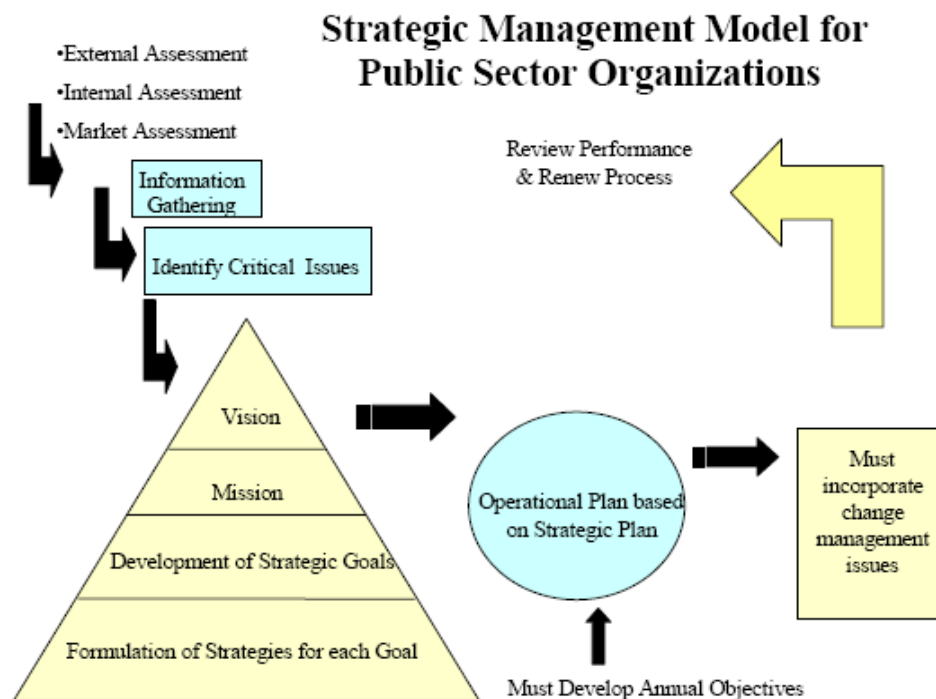 Strategic Management Model for
Public Sector Organizations
•External Assessment
•Internal Assessment
•Market Assessment
Information
Gathering
Identify Critical Issues
Review Performance
& Renew Process
Vision
Mission
Development of Strategic Goals
Formulation of Strategies for each Goal
Operational Plan based
on Strategic Plan
Must
incorporate
change
management
issues
Must Develop Annual Objectives